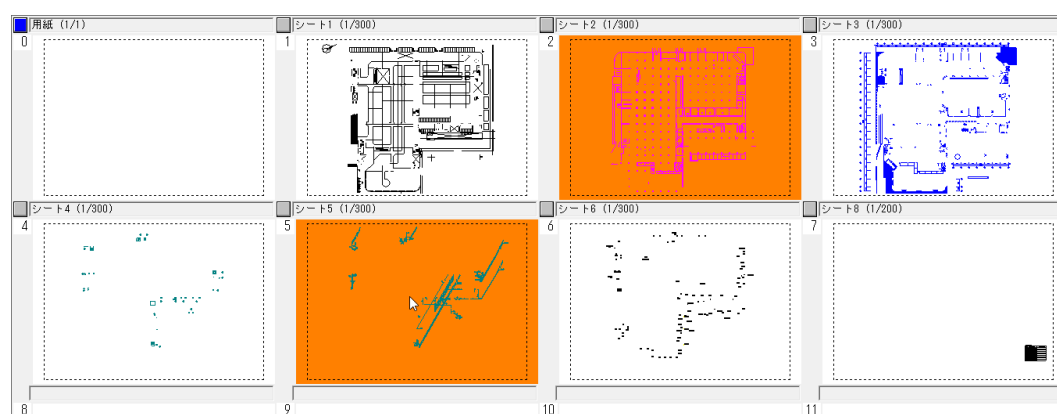 用紙 (1/1)
シート1 (1/300)
シート2 (1/300)
シート3 (1/300)
0
1
2
3
シート4 (1/300)
シート5 (1/300)
シート6 (1/300)
シート8 (1/200)
4
5
6
7
8
9
10
11